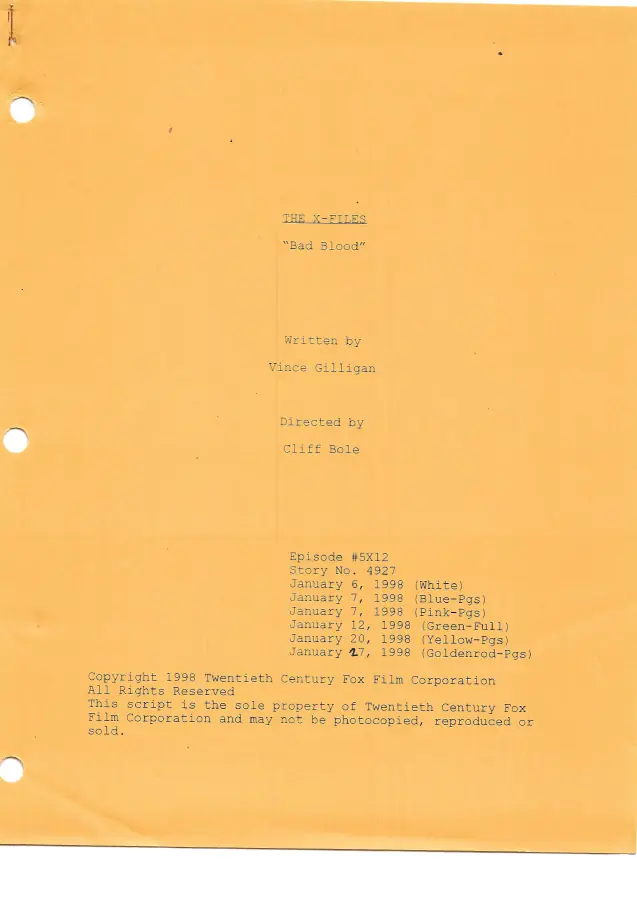 THE X-FILES
"Bad Blood"
Written by
Vince Gilligan
Directed by
Cliff Bole
Episode #5X12
Story No. 4927
January 6, 1998 (White)
January 7, 1998 (Blue-Pgs)
January 7, 1998 (Pink-Pgs)
January 12, 1998 (Green-Full)
January 20, 1998 (Yellow-Pgs)
January 27, 1998 (Goldenrod-Pgs)
Copyright 1998 Twentieth Century Fox Film Corporation
All Rights Reserved
This script is the sole property of Twentieth Century Fox
Film Corporation and may not be photocopied, reproduced or
sold.